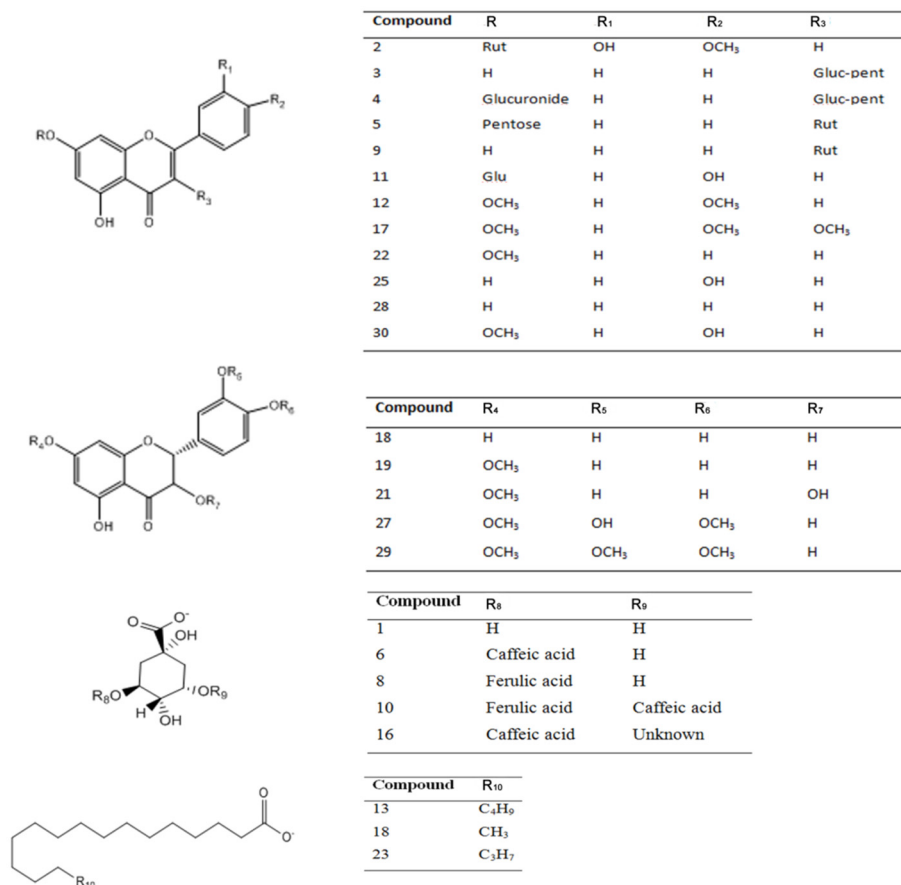 R₁
R₂
RO
O
R₃
OH
O
Compound R R₁ R₂ R₃
2 Rut OH OCH₃ H
3 H H H Gluc-pent
4 Glucuronide H H Gluc-pent
5 Pentose H H Rut
9 H H H Rut
11 Glu H OH H
12 OCH₃ H OCH₃ H
17 OCH₃ H OCH₃ OCH₃
22 OCH₃ H H H
25 H H OH H
28 H H H H
30 OCH₃ H OH H
OR₅
OR₆
R₄O
O
OR₇
OH
O
Compound R₄ R₅ R₆ R₇
18 H H H H
19 OCH₃ H H H
21 OCH₃ H H OH
27 OCH₃ OH OCH₃ H
29 OCH₃ OCH₃ OCH₃ H
O
O⁻
OH
R₈O
OR₉
H
OH
Compound R₈ R₉
1 H H
6 Caffeic acid H
8 Ferulic acid H
10 Ferulic acid Caffeic acid
16 Caffeic acid Unknown
O
O⁻
R₁₀
Compound R₁₀
13 C₄H₉
18 CH₃
23 C₃H₇